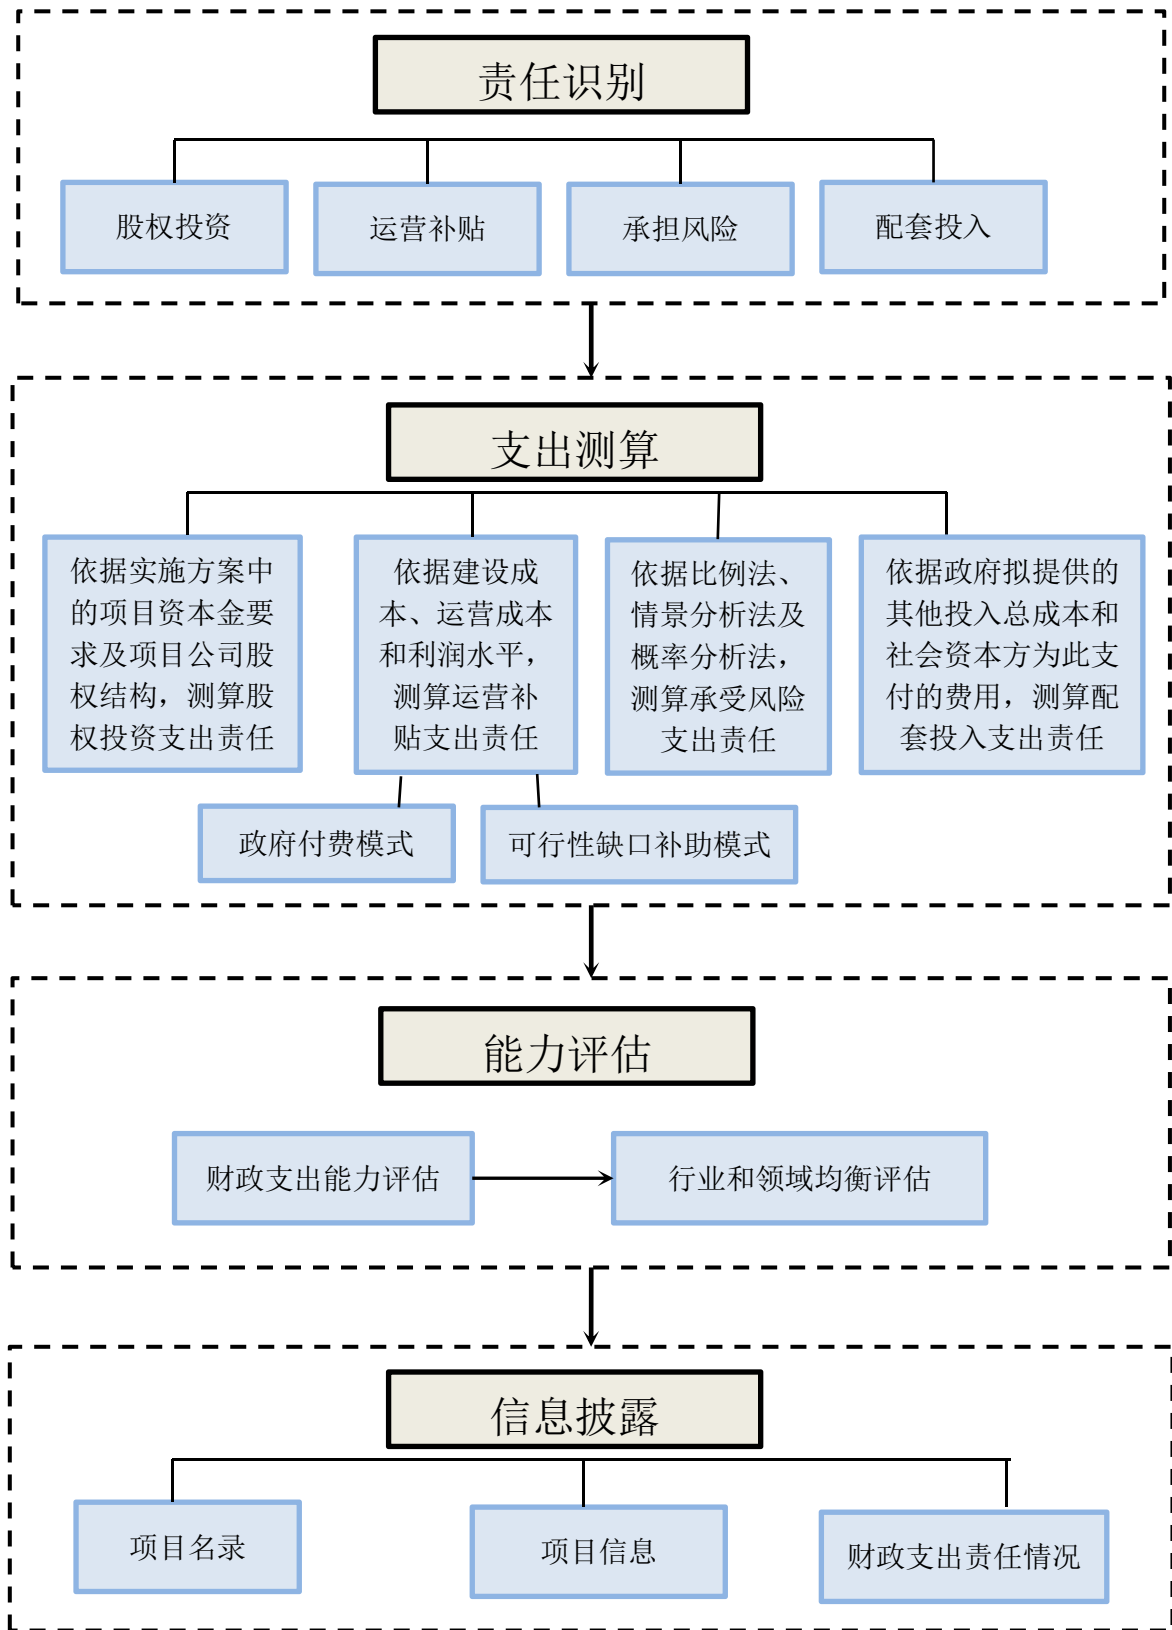 责任识别
股权投资
运营补贴
承担风险
配套投入
支出测算
依据实施方案中
的项目资本金要
求及项目公司股
权结构，测算股
权投资支出责任
依据建设成
本、运营成本
和利润水平，
测算运营补
贴支出责任
依据比例法、
情景分析法及
概率分析法，
测算承受风险
支出责任
依据政府拟提供的
其他投入总成本和
社会资本方为此支
付的费用，测算配
套投入支出责任
政府付费模式
可行性缺口补助模式
能力评估
财政支出能力评估
行业和领域均衡评估
信息披露
项目名录
项目信息
财政支出责任情况